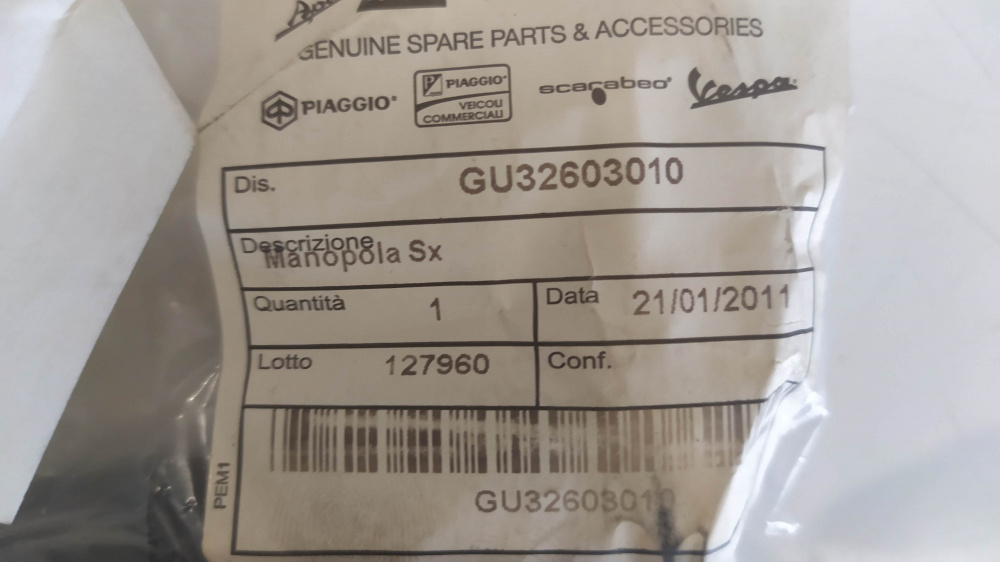 GENUINE SPARE PARTS & ACCESSORIES
PIAGGIO PIAGGIO VEICOLI COMMERCIALI scarabeo Vespa
Dis. GU32603010
Descrizione
Manopola Sx
Quantità 1 Data 21/01/2011
Lotto 127960 Conf.
PEM1
GU32603010